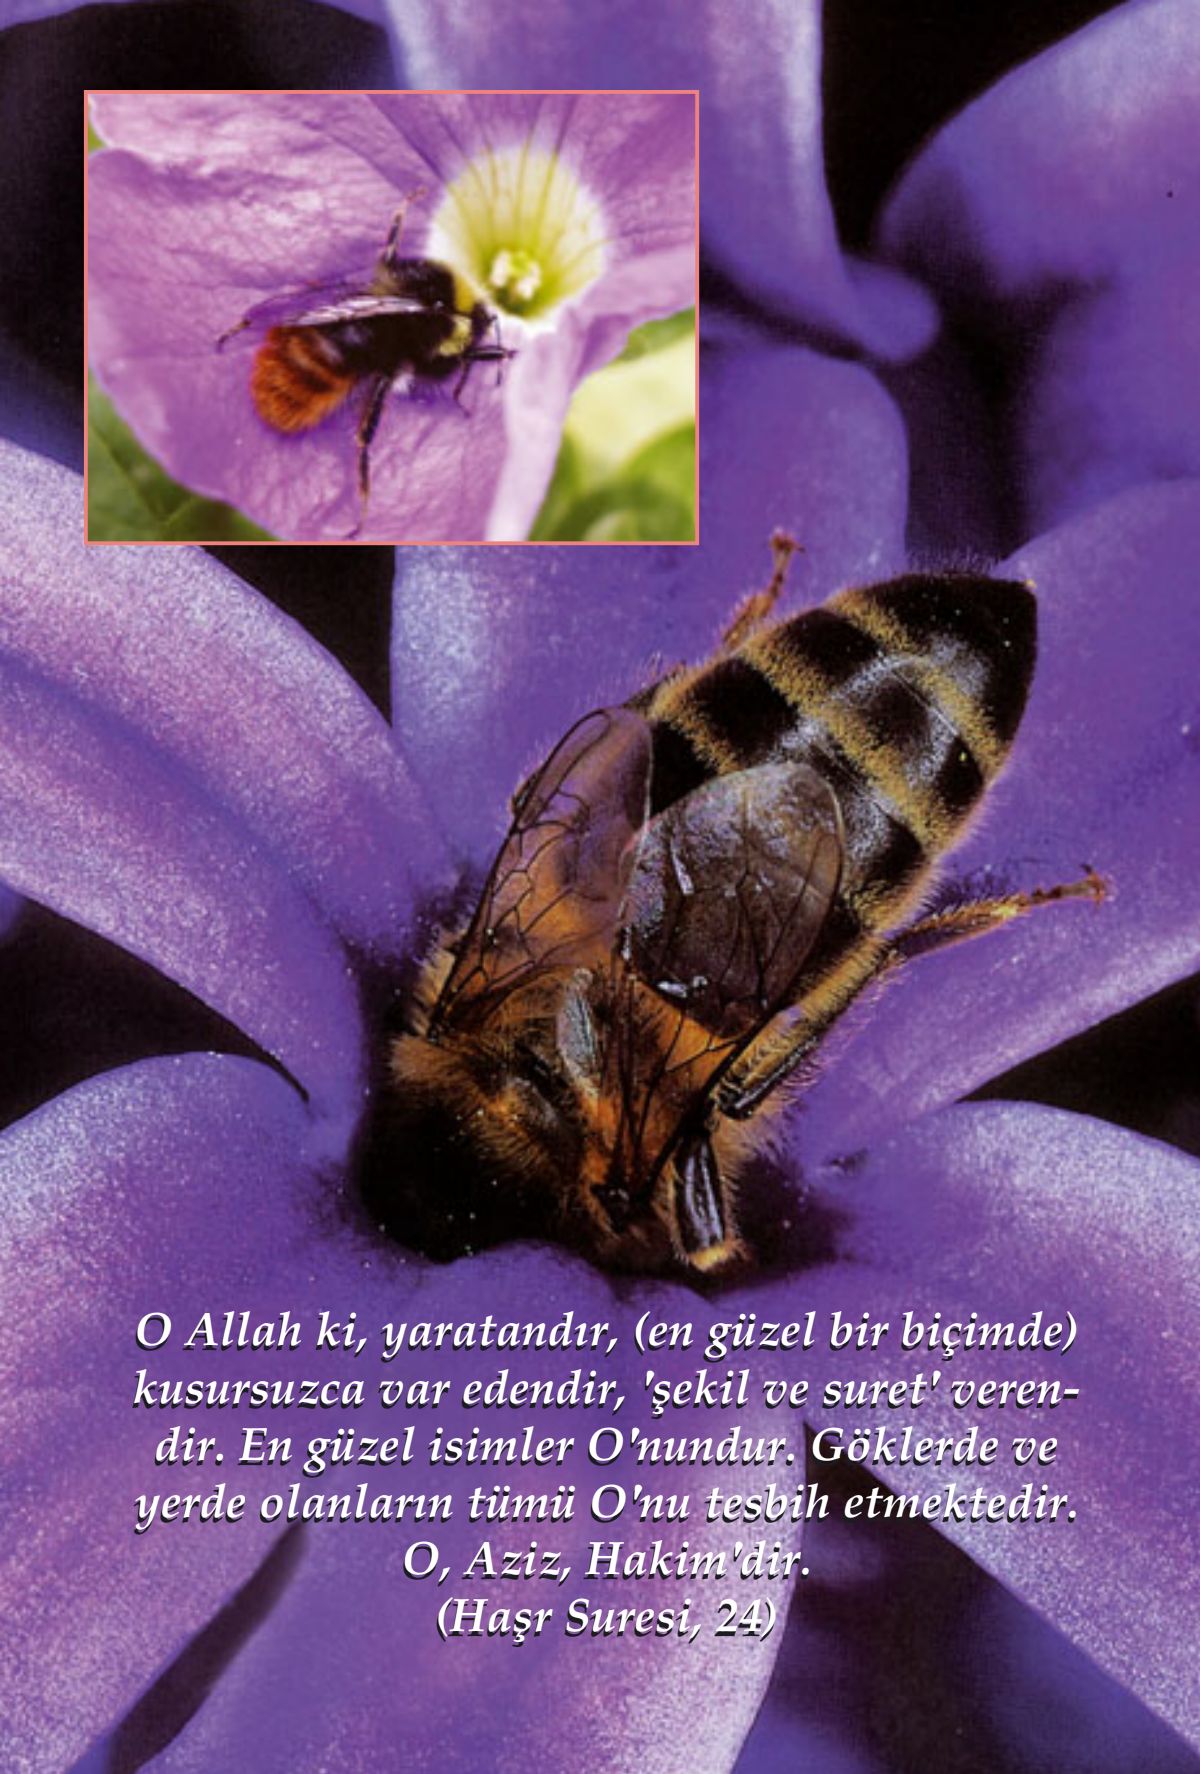 O Allah ki, yaratandır, (en güzel bir biçimde)
kusursuzca var edendir, 'şekil ve suret' veren-
dir. En güzel isimler O'nundur. Göklerde ve
yerde olanların tümü O'nu tesbih etmektedir.
O, Aziz, Hakim'dir.
(Haşr Suresi, 24)